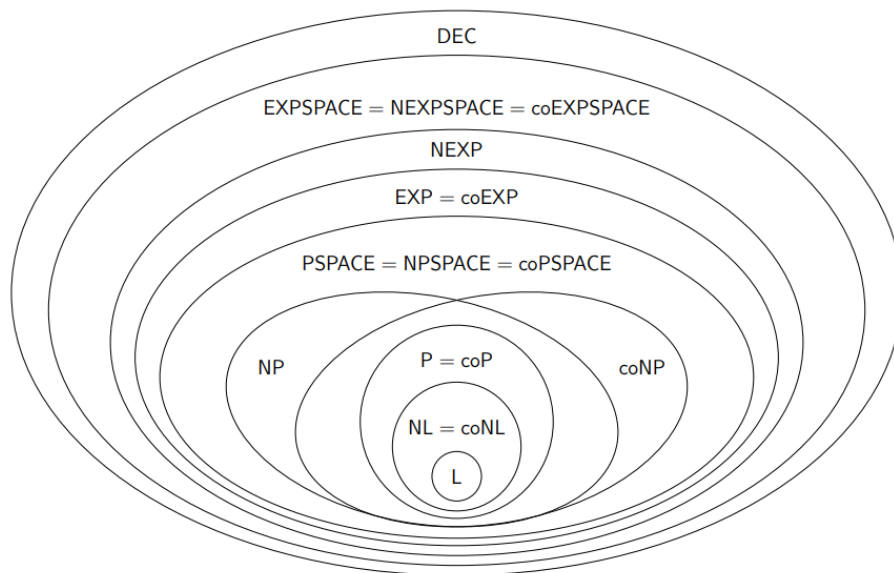 DEC
EXPSPACE = NEXPSPACE = coEXPSPACE
NEXP
EXP = coEXP
PSPACE = NPSPACE = coPSPACE
NP
P = coP
coNP
NL = coNL
L